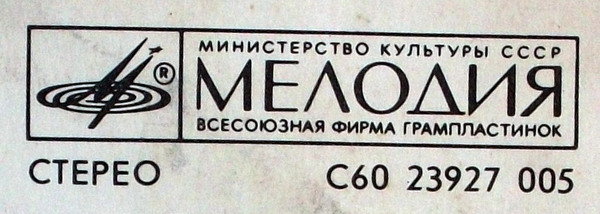 МИНИСТЕРСТВО КУЛЬТУРЫ СССР
®
МЕЛОДИЯ
ВСЕСОЮЗНАЯ ФИРМА ГРАМПЛАСТИНОК
СТЕРЕО С60 23927 005